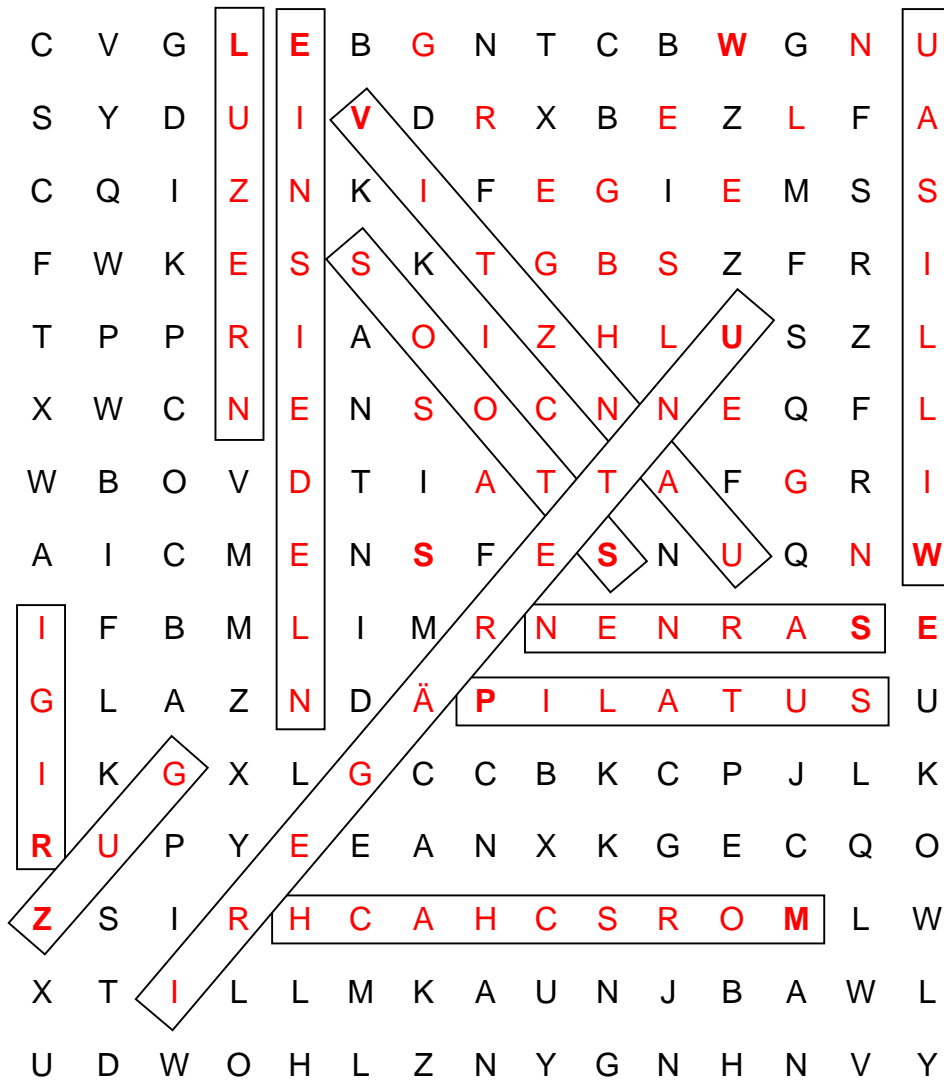 C V G L E B G N T C B W G N U
S Y D U I V D R X B E Z L F A
C Q I Z N K I F E G I E M S S
F W K E S S K T G B S Z F R I
T P P R I A O I Z H L U S Z L
X W C N E N S O C N N E Q F L
W B O V D T I A T T A F G R I
A I C M E N S F E S N U Q N W
I F B M L I M R N E N R A S E
G L A Z N D Ä P I L A T U S U
I K G X L G C C B K C P J L K
R U P Y E E A N X K G E C Q O
Z S I R H C A H C S R O M L W
X T I L L M K A U N J B A W L
U D W O H L Z N Y G N H N V Y